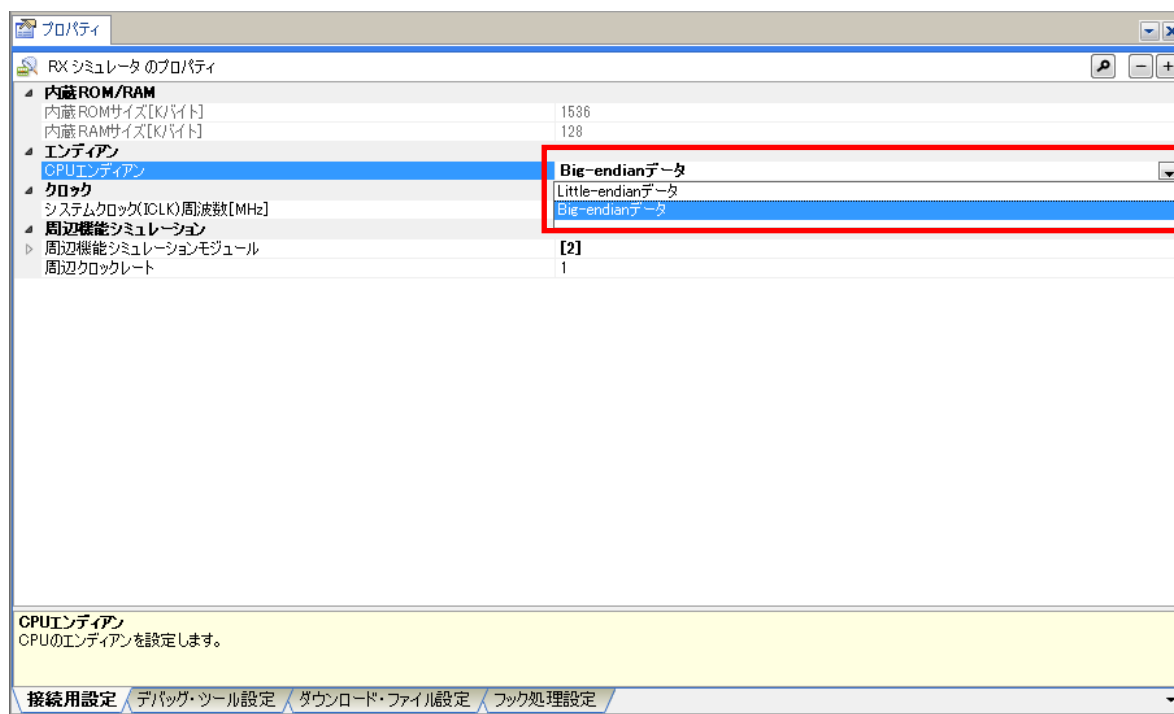 プロパティ
RX シミュレータ のプロパティ
内蔵ROM/RAM
内蔵ROMサイズ[Kバイト] 1536
内蔵RAMサイズ[Kバイト] 128
エンディアン
CPUエンディアン Big-endianデータ
Little-endianデータ
Big-endianデータ
クロック
システムクロック(ICLK)周波数[MHz]
周辺機能シミュレーション
周辺機能シミュレーションモジュール [2]
周辺クロックレート 1
CPUエンディアン
CPUのエンディアンを設定します。
接続用設定 デバッグ・ツール設定 ダウンロード・ファイル設定 フック処理設定